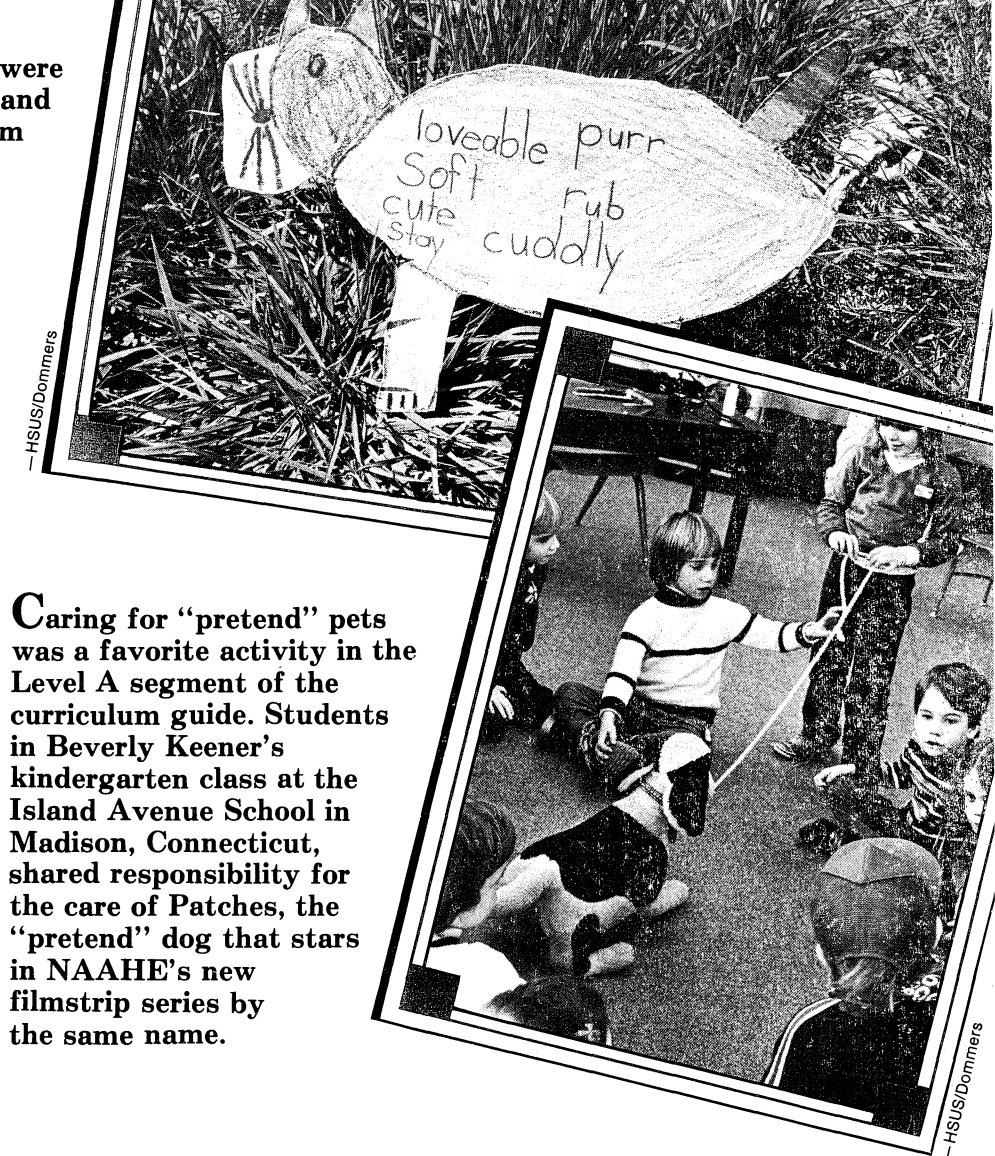 were
and
m
loveable purr
Soft rub
cute cuddly
stay
— HSUS/Dommers
Caring for “pretend” pets
was a favorite activity in the
Level A segment of the
curriculum guide. Students
in Beverly Keener’s
kindergarten class at the
Island Avenue School in
Madison, Connecticut,
shared responsibility for
the care of Patches, the
“pretend” dog that stars
in NAAHE’s new
filmstrip series by
the same name.
— HSUS/Dommers